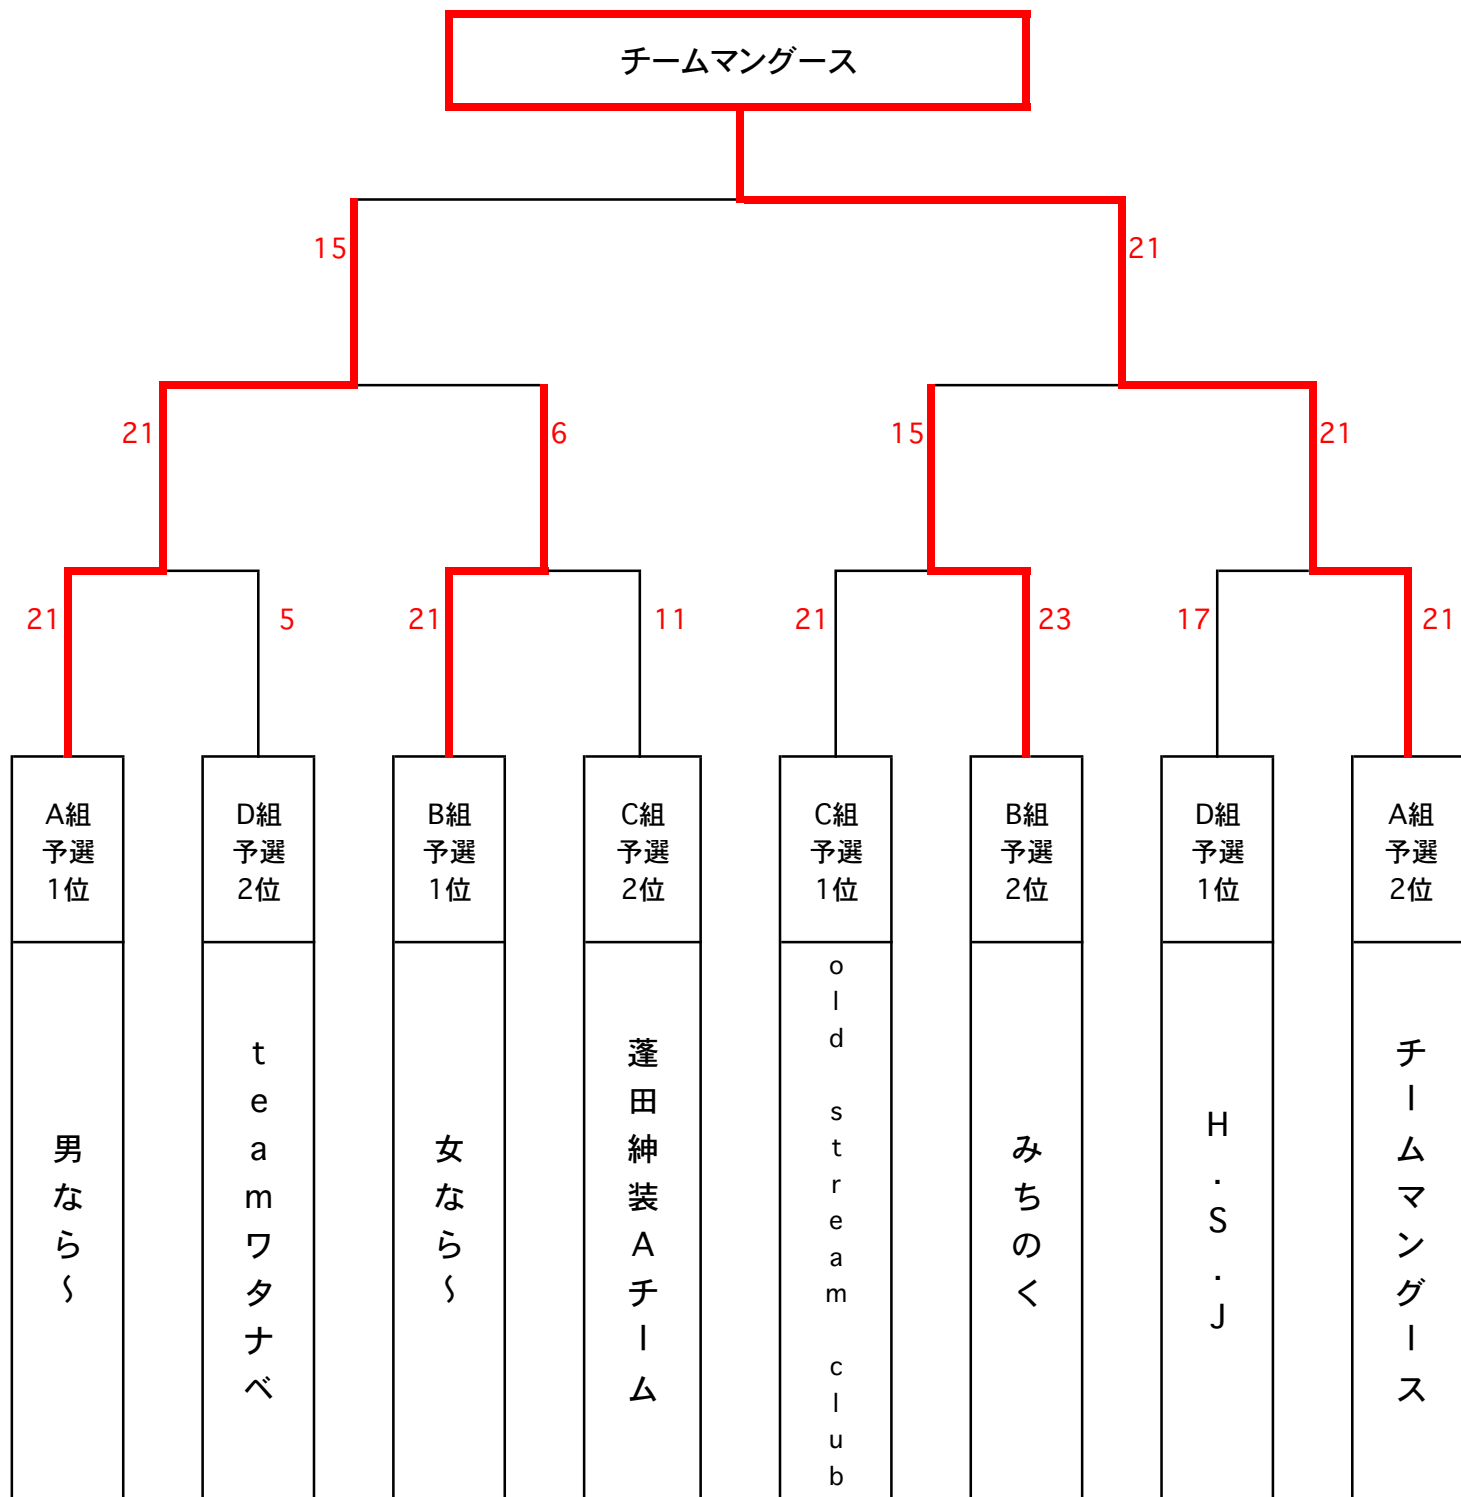 チームマングース
15
21
21
6
15
21
21
5
21
11
21
23
17
21
A組
予選
1位
D組
予選
2位
B組
予選
1位
C組
予選
2位
C組
予選
1位
B組
予選
2位
D組
予選
1位
A組
予選
2位
男なら～
teamワタナベ
女なら～
蓬田紳装Aチーム
old stream club
みちのく
H.S.J
チームマングース